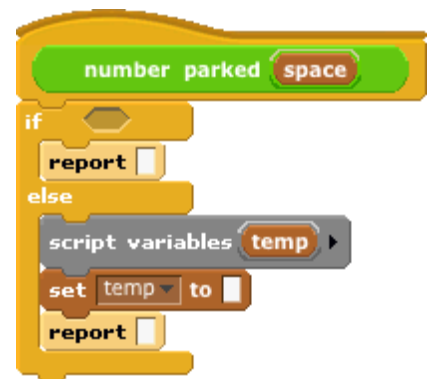 number parked space
if
report
else
script variables temp
set temp to
report